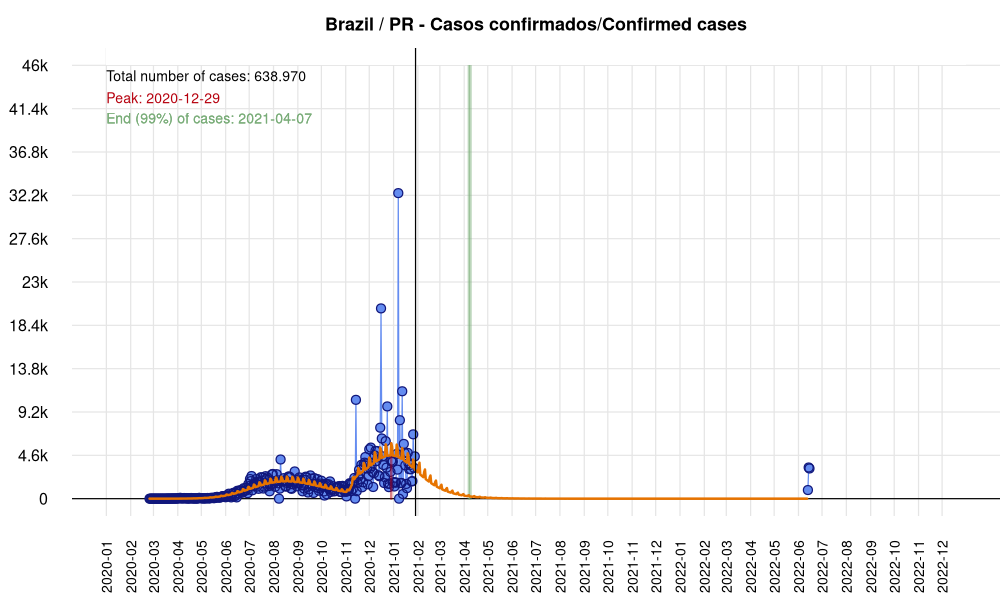 Brazil / PR - Casos confirmados/Confirmed cases
Total number of cases: 638.970
Peak: 2020-12-29
End (99%) of cases: 2021-04-07
46k
41.4k
36.8k
32.2k
27.6k
23k
18.4k
13.8k
9.2k
4.6k
0
2020-01
2020-02
2020-03
2020-04
2020-05
2020-06
2020-07
2020-08
2020-09
2020-10
2020-11
2020-12
2021-01
2021-02
2021-03
2021-04
2021-05
2021-06
2021-07
2021-08
2021-09
2021-10
2021-11
2021-12
2022-01
2022-02
2022-03
2022-04
2022-05
2022-06
2022-07
2022-08
2022-09
2022-10
2022-11
2022-12